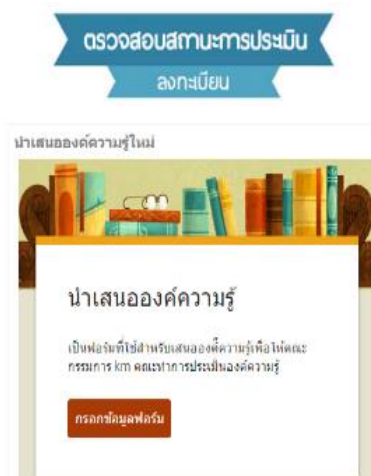 ตรวจสอบสถานะการประเมิน
ลงทะเบียน
นำเสนอองค์ความรู้ใหม่
นำเสนอองค์ความรู้
เป็นฟอร์มที่ใช้สำหรับเสนอองค์ความรู้เพื่อให้คณะ
กรรมการ km คณะทำการประเมินองค์ความรู้
กรอกข้อมูลฟอร์ม